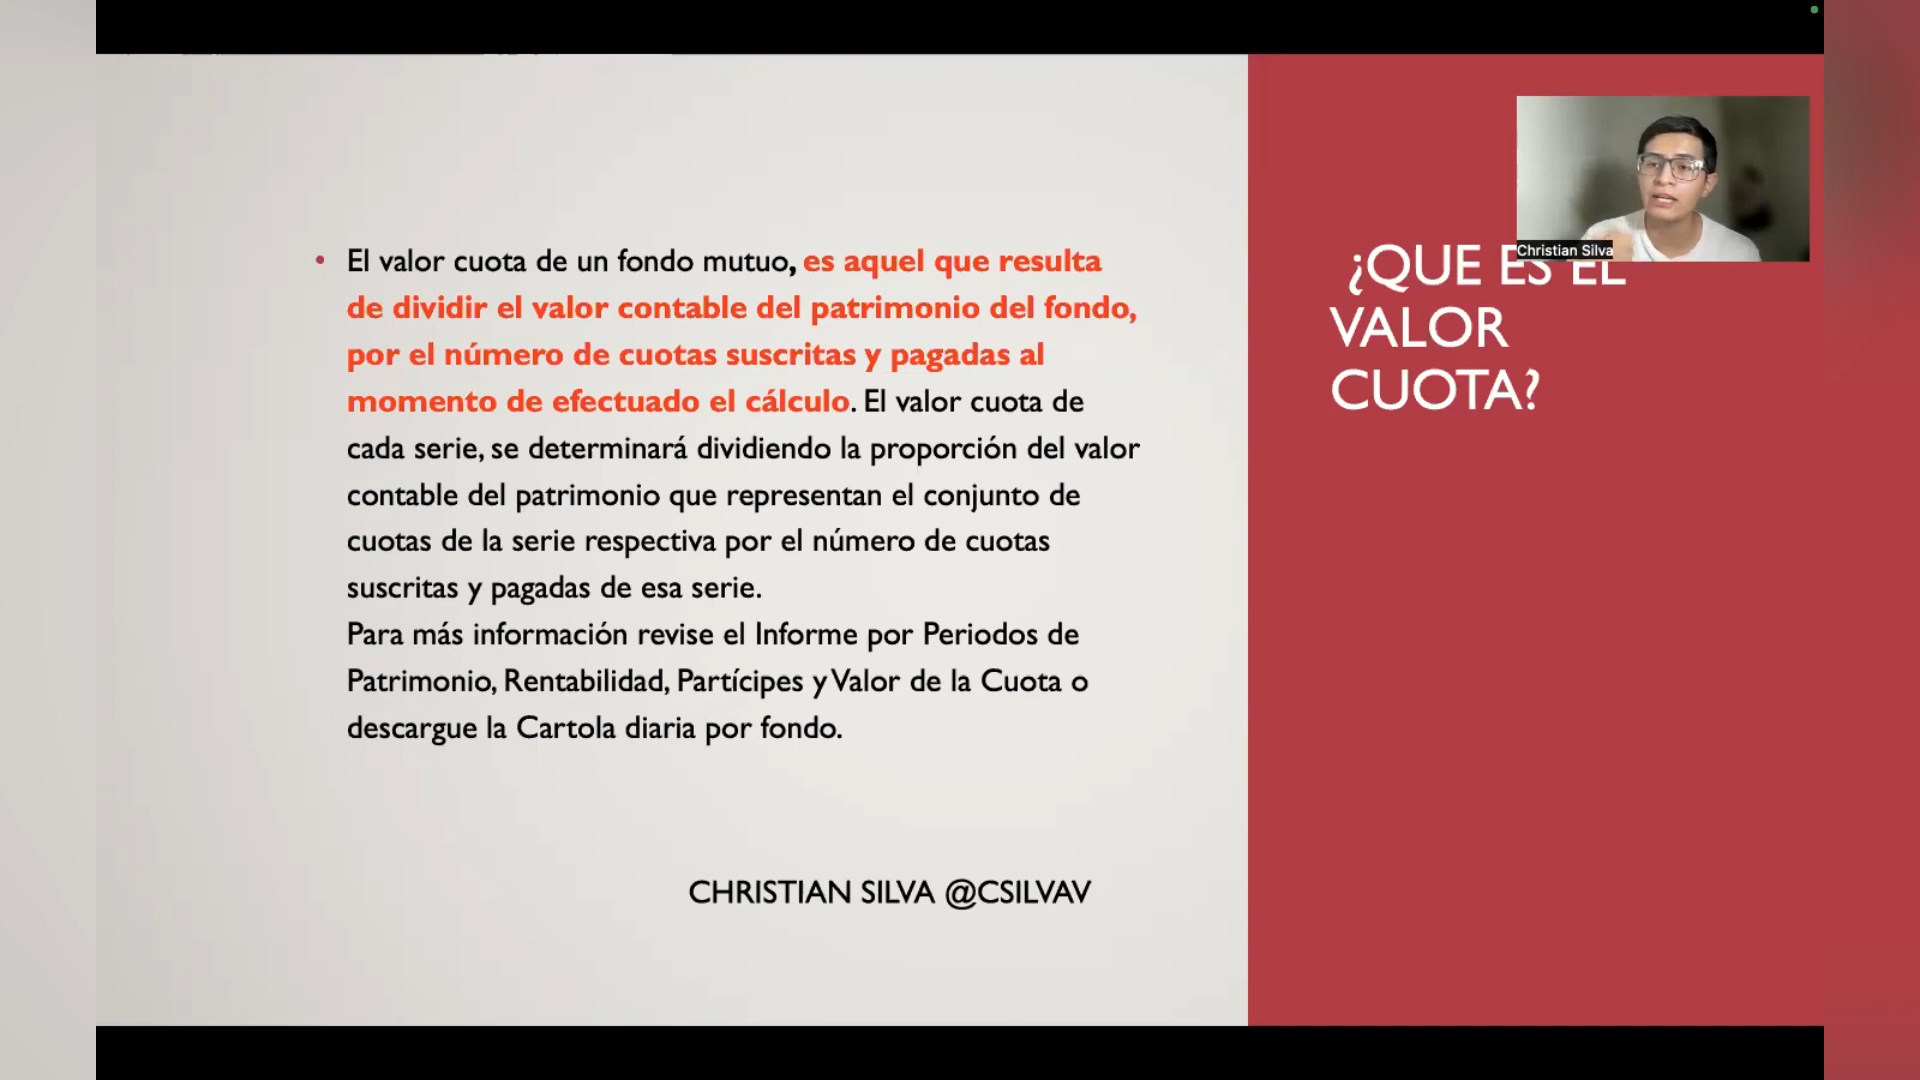 • El valor cuota de un fondo mutuo, es aquel que resulta
de dividir el valor contable del patrimonio del fondo,
por el número de cuotas suscritas y pagadas al
momento de efectuado el cálculo. El valor cuota de
cada serie, se determinará dividiendo la proporción del valor
contable del patrimonio que representan el conjunto de
cuotas de la serie respectiva por el número de cuotas
suscritas y pagadas de esa serie.
Para más información revise el Informe por Periodos de
Patrimonio, Rentabilidad, Partícipes y Valor de la Cuota o
descargue la Cartola diaria por fondo.
CHRISTIAN SILVA @CSILVAV
Christian Silva
¿QUE ES EL
VALOR
CUOTA?